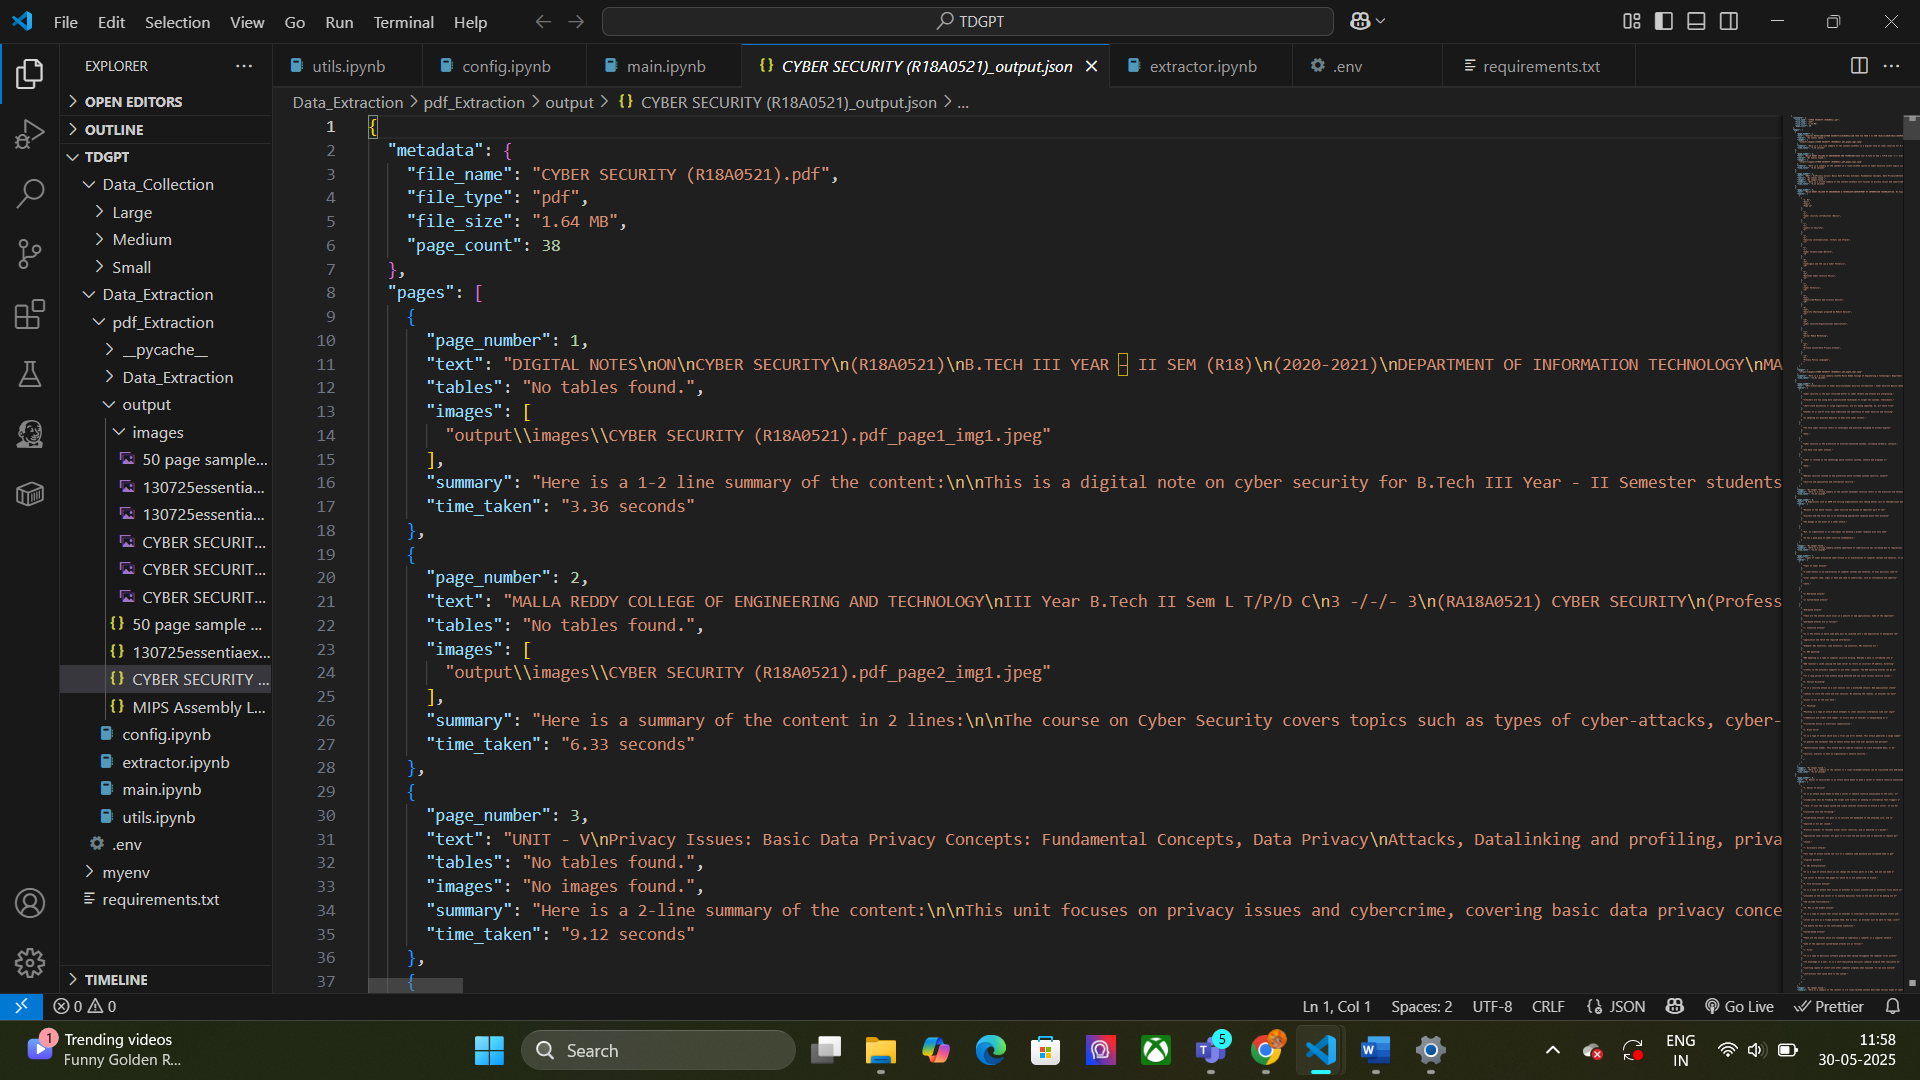 File Edit Selection View Go Run Terminal Help
TDGPT
EXPLORER
utils.ipynb
config.ipynb
main.ipynb
{} CYBER SECURITY (R18A0521)_output.json
extractor.ipynb
.env
requirements.txt
Data_Extraction > pdf_Extraction > output > {} CYBER SECURITY (R18A0521)_output.json > ...
OPEN EDITORS
OUTLINE
TDGPT
Data_Collection
Large
Medium
Small
Data_Extraction
pdf_Extraction
__pycache__
Data_Extraction
output
images
50 page sample...
130725essentia...
130725essentia...
CYBER SECURIT...
CYBER SECURIT...
CYBER SECURIT...
{} 50 page sample ...
{} 130725essentiaex...
{} CYBER SECURITY ...
{} MIPS Assembly L...
config.ipynb
extractor.ipynb
main.ipynb
utils.ipynb
.env
myenv
requirements.txt
TIMELINE
1 {
2 "metadata": {
3 "file_name": "CYBER SECURITY (R18A0521).pdf",
4 "file_type": "pdf",
5 "file_size": "1.64 MB",
6 "page_count": 38
7 },
8 "pages": [
9 {
10 "page_number": 1,
11 "text": "DIGITAL NOTES\nON\nCYBER SECURITY\n(R18A0521)\nB.TECH III YEAR – II SEM (R18)\n(2020-2021)\nDEPARTMENT OF INFORMATION TECHNOLOGY\nMA
12 "tables": "No tables found.",
13 "images": [
14 "output\\images\\CYBER SECURITY (R18A0521).pdf_page1_img1.jpeg"
15 ],
16 "summary": "Here is a 1-2 line summary of the content:\n\nThis is a digital note on cyber security for B.Tech III Year - II Semester students
17 "time_taken": "3.36 seconds"
18 },
19 {
20 "page_number": 2,
21 "text": "MALLA REDDY COLLEGE OF ENGINEERING AND TECHNOLOGY\nIII Year B.Tech II Sem L T/P/D C\n3 -/-/- 3\n(RA18A0521) CYBER SECURITY\n(Profess
22 "tables": "No tables found.",
23 "images": [
24 "output\\images\\CYBER SECURITY (R18A0521).pdf_page2_img1.jpeg"
25 ],
26 "summary": "Here is a summary of the content in 2 lines:\n\nThe course on Cyber Security covers topics such as types of cyber-attacks, cyber-
27 "time_taken": "6.33 seconds"
28 },
29 {
30 "page_number": 3,
31 "text": "UNIT - V\nPrivacy Issues: Basic Data Privacy Concepts: Fundamental Concepts, Data Privacy\nAttacks, Datalinking and profiling, priva
32 "tables": "No tables found.",
33 "images": "No images found.",
34 "summary": "Here is a 2-line summary of the content:\n\nThis unit focuses on privacy issues and cybercrime, covering basic data privacy conce
35 "time_taken": "9.12 seconds"
36 },
37 {
0 0 Ln 1, Col 1 Spaces: 2 UTF-8 CRLF {} JSON Go Live Prettier
1 Trending videos
Funny Golden R...
Search
5
ENG
IN
11:58
30-05-2025